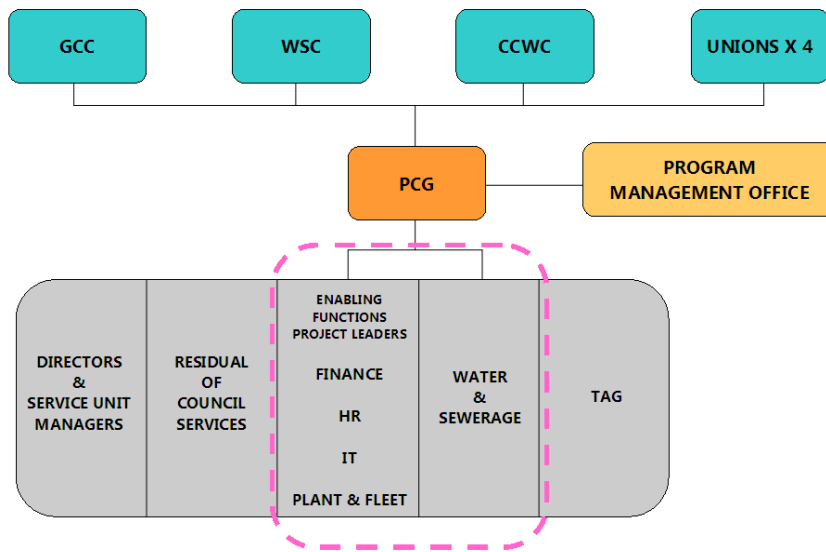 GCC
WSC
CCWC
UNIONS X 4
PCG
PROGRAM
MANAGEMENT OFFICE
DIRECTORS
&
SERVICE UNIT
MANAGERS
RESIDUAL
OF
COUNCIL
SERVICES
ENABLING
FUNCTIONS
PROJECT LEADERS
FINANCE
HR
IT
PLANT & FLEET
WATER
&
SEWERAGE
TAG